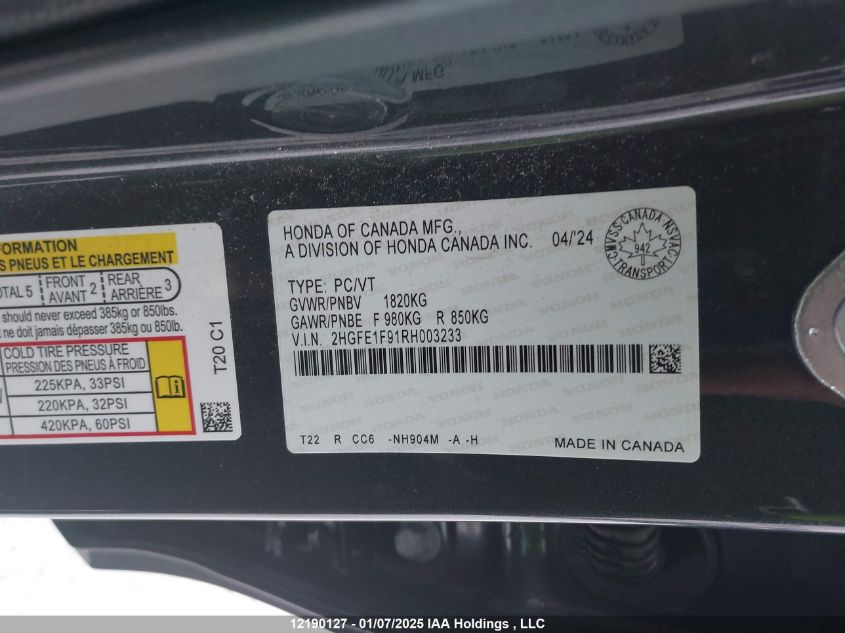 MFG.,
FORMATION
S PNEUS ET LE CHARGEMENT
OTAL 5 FRONT AVANT 2 REAR ARRIÈRE 3
should never exceed 385kg or 850lbs.
t ne doit jamais dépasser 385kg ou 850lb.
COLD TIRE PRESSURE
PRESSION DES PNEUS À FROID
225KPA, 33PSI
220KPA, 32PSI
420KPA, 60PSI
T20 C1
HONDA OF CANADA MFG.,
A DIVISION OF HONDA CANADA INC. 04/'24
CMVSS-CANADA-NSVAC
942
TRANSPORT
TYPE: PC/VT
GVWR/PNBV 1820KG
GAWR/PNBE F 980KG R 850KG
V.I.N. 2HGFE1F91RH003233
T22 R CC6 -NH904M -A -H
MADE IN CANADA
12190127 - 01/07/2025 IAA Holdings , LLC